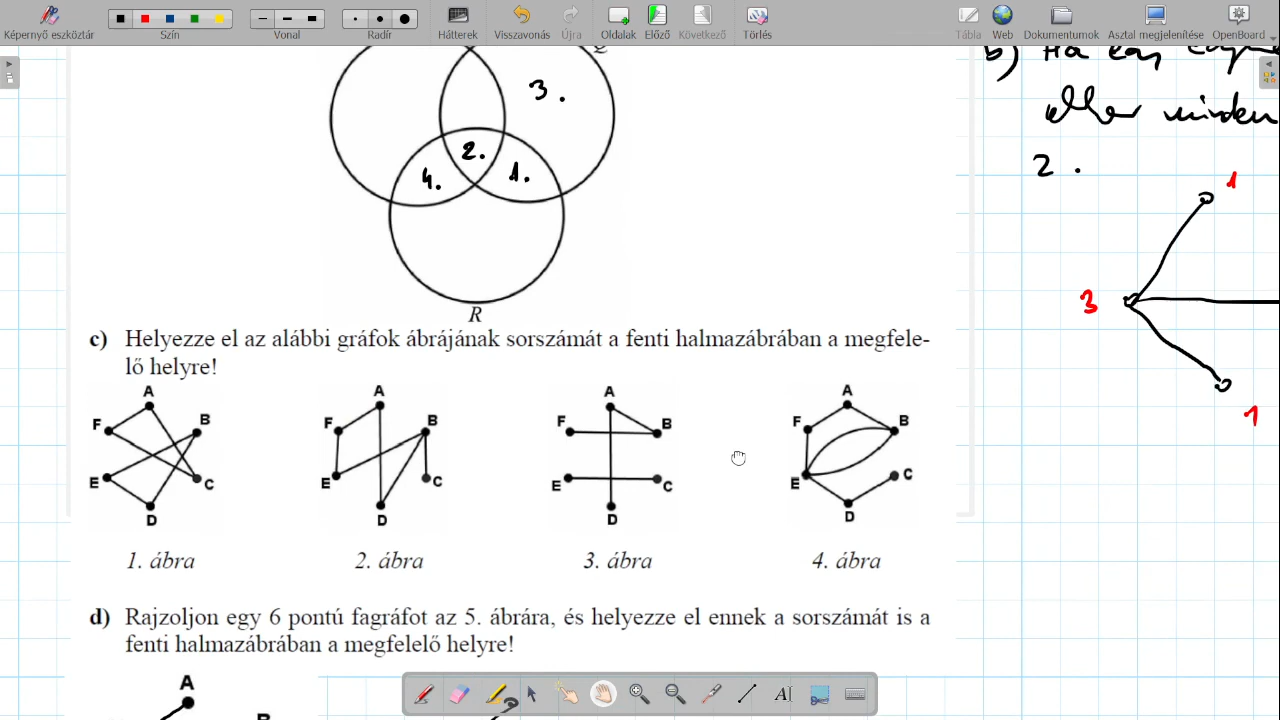 Képernyő eszköztár Szín Vonal Radír Hátterek Visszavonás Újra Oldalak Előző Következő Törlés Tábla Web Dokumentumok Asztal megjelenítése OpenBoard
b) Ha egy
3.
minden
2.
4.
1.
2.
1
3
R
1
c) Helyezze el az alábbi gráfok ábrájának sorszámát a fenti halmazábrában a megfele-
lő helyre!
A A A A
F B F B F B F B
E C E C E C E C
D D D D
1. ábra 2. ábra 3. ábra 4. ábra
d) Rajzoljon egy 6 pontú fagráfot az 5. ábrára, és helyezze el ennek a sorszámát is a
fenti halmazábrában a megfelelő helyre!
A
B